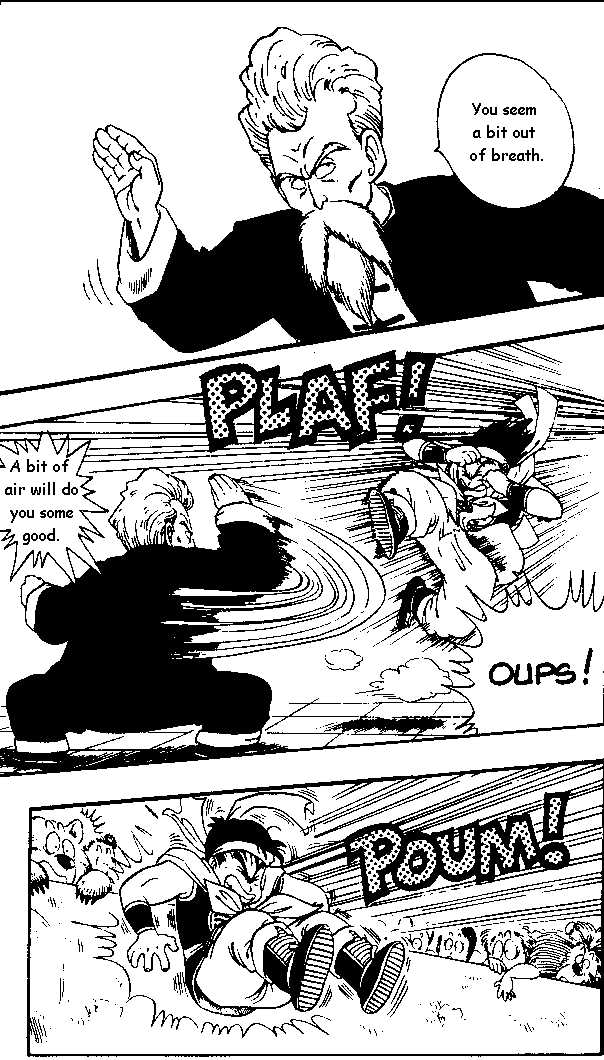 You seem
a bit out
of breath.
PLAF!
A bit of
air will do
you some
good.
OUPS!
POUM!